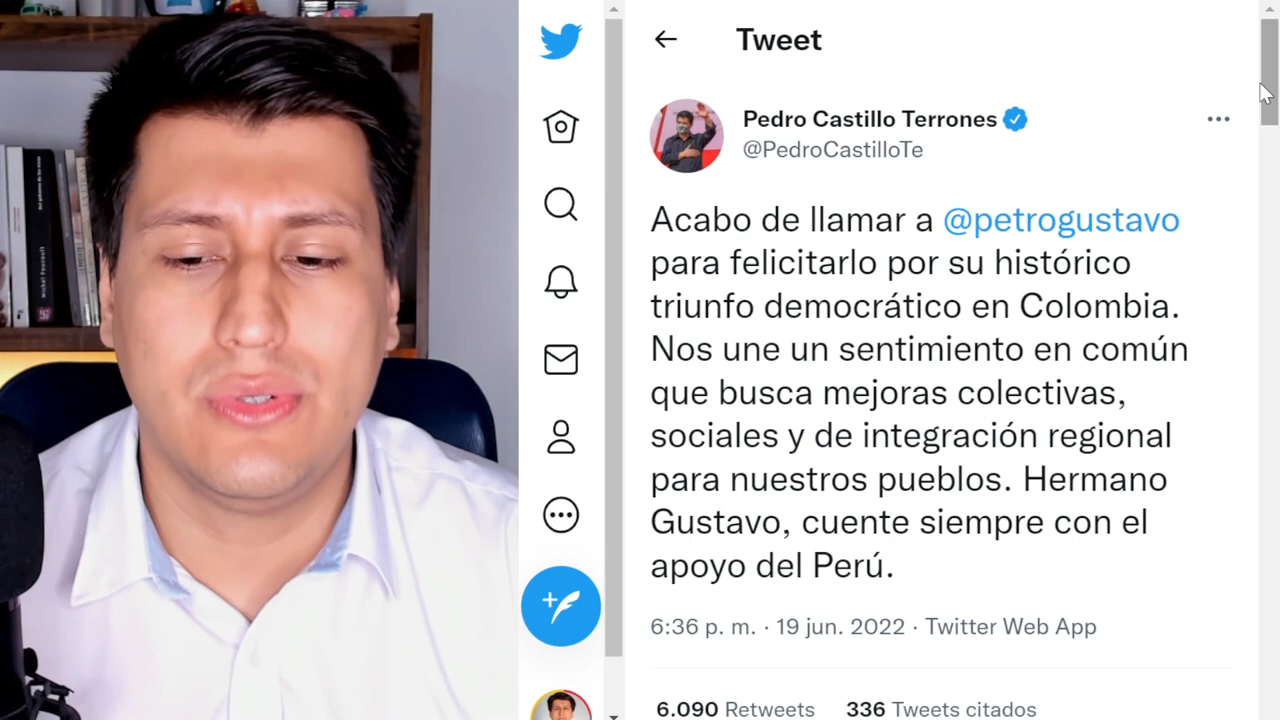 michel foucault
Tweet
Pedro Castillo Terrones
@PedroCastilloTe
Acabo de llamar a @petrogustavo
para felicitarlo por su histórico
triunfo democrático en Colombia.
Nos une un sentimiento en común
que busca mejoras colectivas,
sociales y de integración regional
para nuestros pueblos. Hermano
Gustavo, cuente siempre con el
apoyo del Perú.
6:36 p. m. · 19 jun. 2022 · Twitter Web App
6.090 Retweets 336 Tweets citados